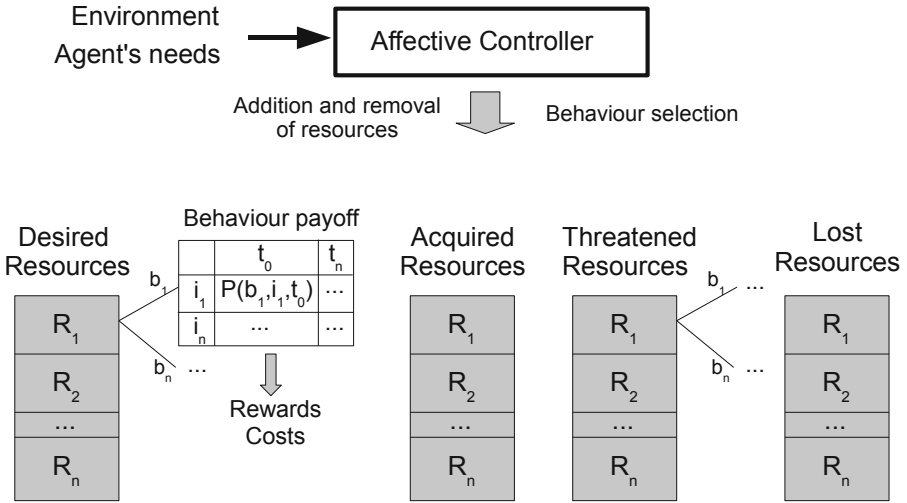 Environment
Agent's needs
Affective Controller
Addition and removal
of resources
Behaviour selection
Desired
Resources
R1
R2
...
Rn
b1
bn ...
Behaviour payoff
t0 tn
i1 P(b1,i1,t0) ...
in ... ...
Rewards
Costs
Acquired
Resources
R1
R2
...
Rn
Threatened
Resources
R1
R2
...
Rn
b1 ...
bn ...
Lost
Resources
R1
R2
...
Rn